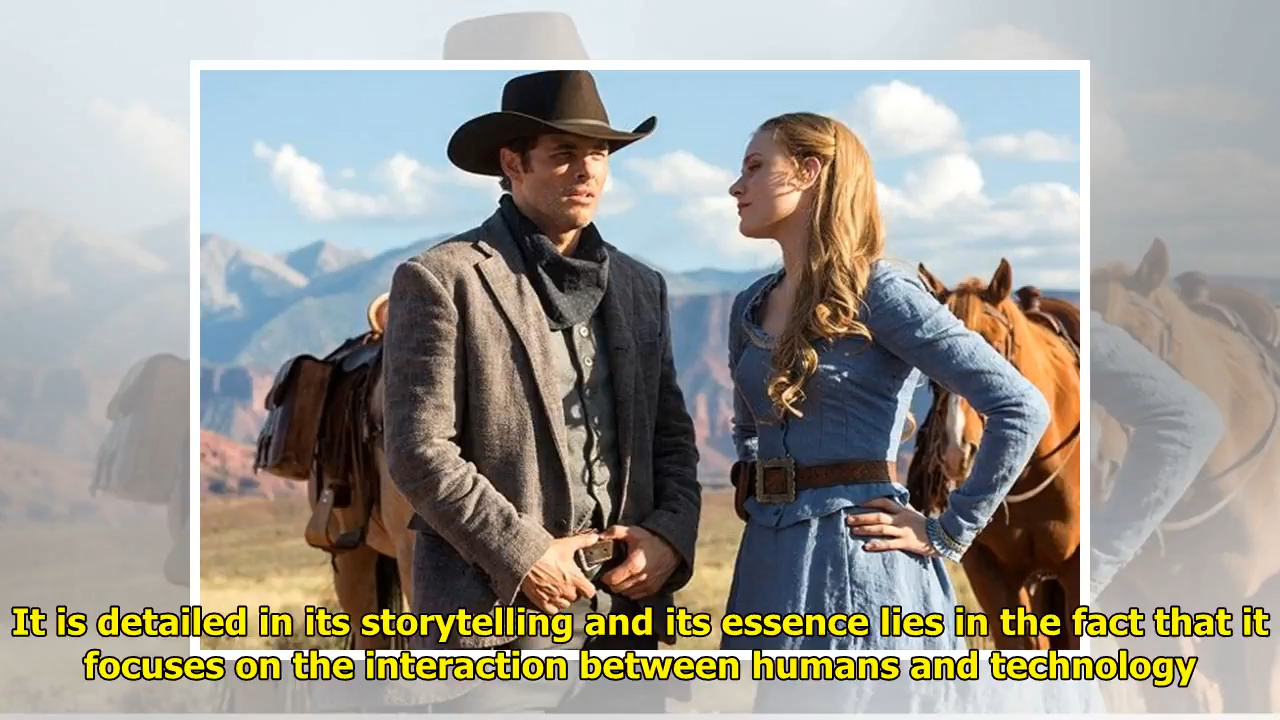 It is detailed in its storytelling and its essence lies in the fact that it
focuses on the interaction between humans and technology